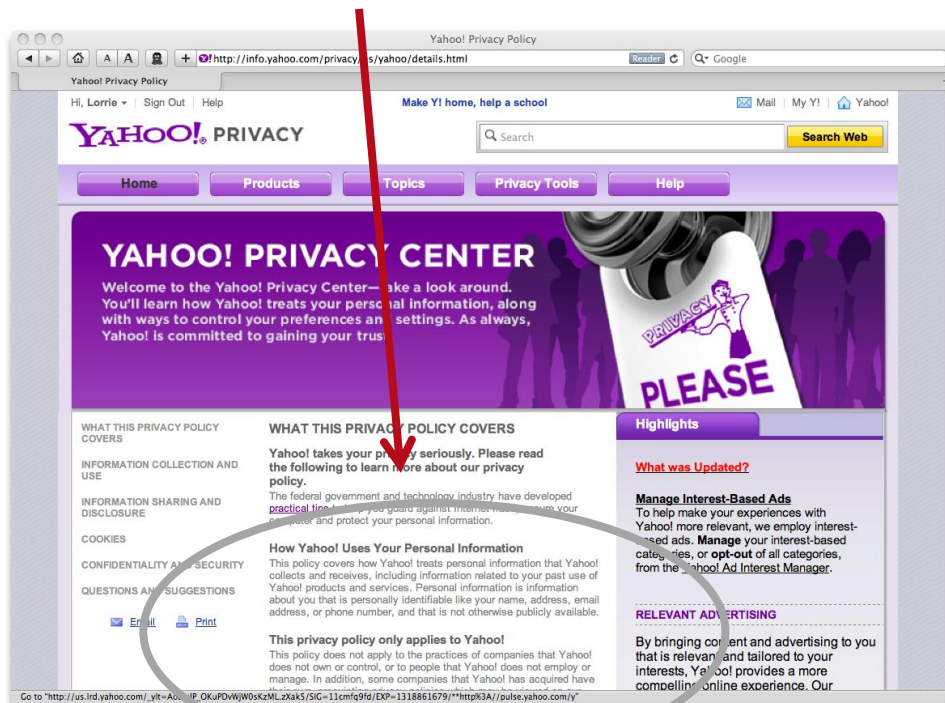 Yahoo! Privacy Policy
A A + http://info.yahoo.com/privacy/us/yahoo/details.html Reader Google
Yahoo! Privacy Policy
Hi, Lorrie Sign Out Help Make Y! home, help a school Mail My Y! Yahoo!
YAHOO!® PRIVACY Search Search Web
Home Products Topics Privacy Tools Help
YAHOO! PRIVACY CENTER
Welcome to the Yahoo! Privacy Center—take a look around.
You'll learn how Yahoo! treats your personal information, along
with ways to control your preferences and settings. As always,
Yahoo! is committed to gaining your trust.
PRIVACY
PLEASE
WHAT THIS PRIVACY POLICY
COVERS
INFORMATION COLLECTION AND
USE
INFORMATION SHARING AND
DISCLOSURE
COOKIES
CONFIDENTIALITY AND SECURITY
QUESTIONS AND SUGGESTIONS
Email Print
WHAT THIS PRIVACY POLICY COVERS
Yahoo! takes your privacy seriously. Please read
the following to learn more about our privacy
policy.
The federal government and technology industry have developed
practical tips to help you guard against Internet fraud, secure your
computer and protect your personal information.
How Yahoo! Uses Your Personal Information
This policy covers how Yahoo! treats personal information that Yahoo!
collects and receives, including information related to your past use of
Yahoo! products and services. Personal information is information
about you that is personally identifiable like your name, address, email
address, or phone number, and that is not otherwise publicly available.
This privacy policy only applies to Yahoo!
This policy does not apply to the practices of companies that Yahoo!
does not own or control, or to people that Yahoo! does not employ or
manage. In addition, some companies that Yahoo! has acquired have
Highlights
What was Updated?
Manage Interest-Based Ads
To help make your experiences with
Yahoo! more relevant, we employ interest-
based ads. Manage your interest-based
categories, or opt-out of all categories,
from the Yahoo! Ad Interest Manager.
RELEVANT ADVERTISING
By bringing content and advertising to you
that is relevant and tailored to your
interests, Yahoo! provides a more
compelling online experience. Our